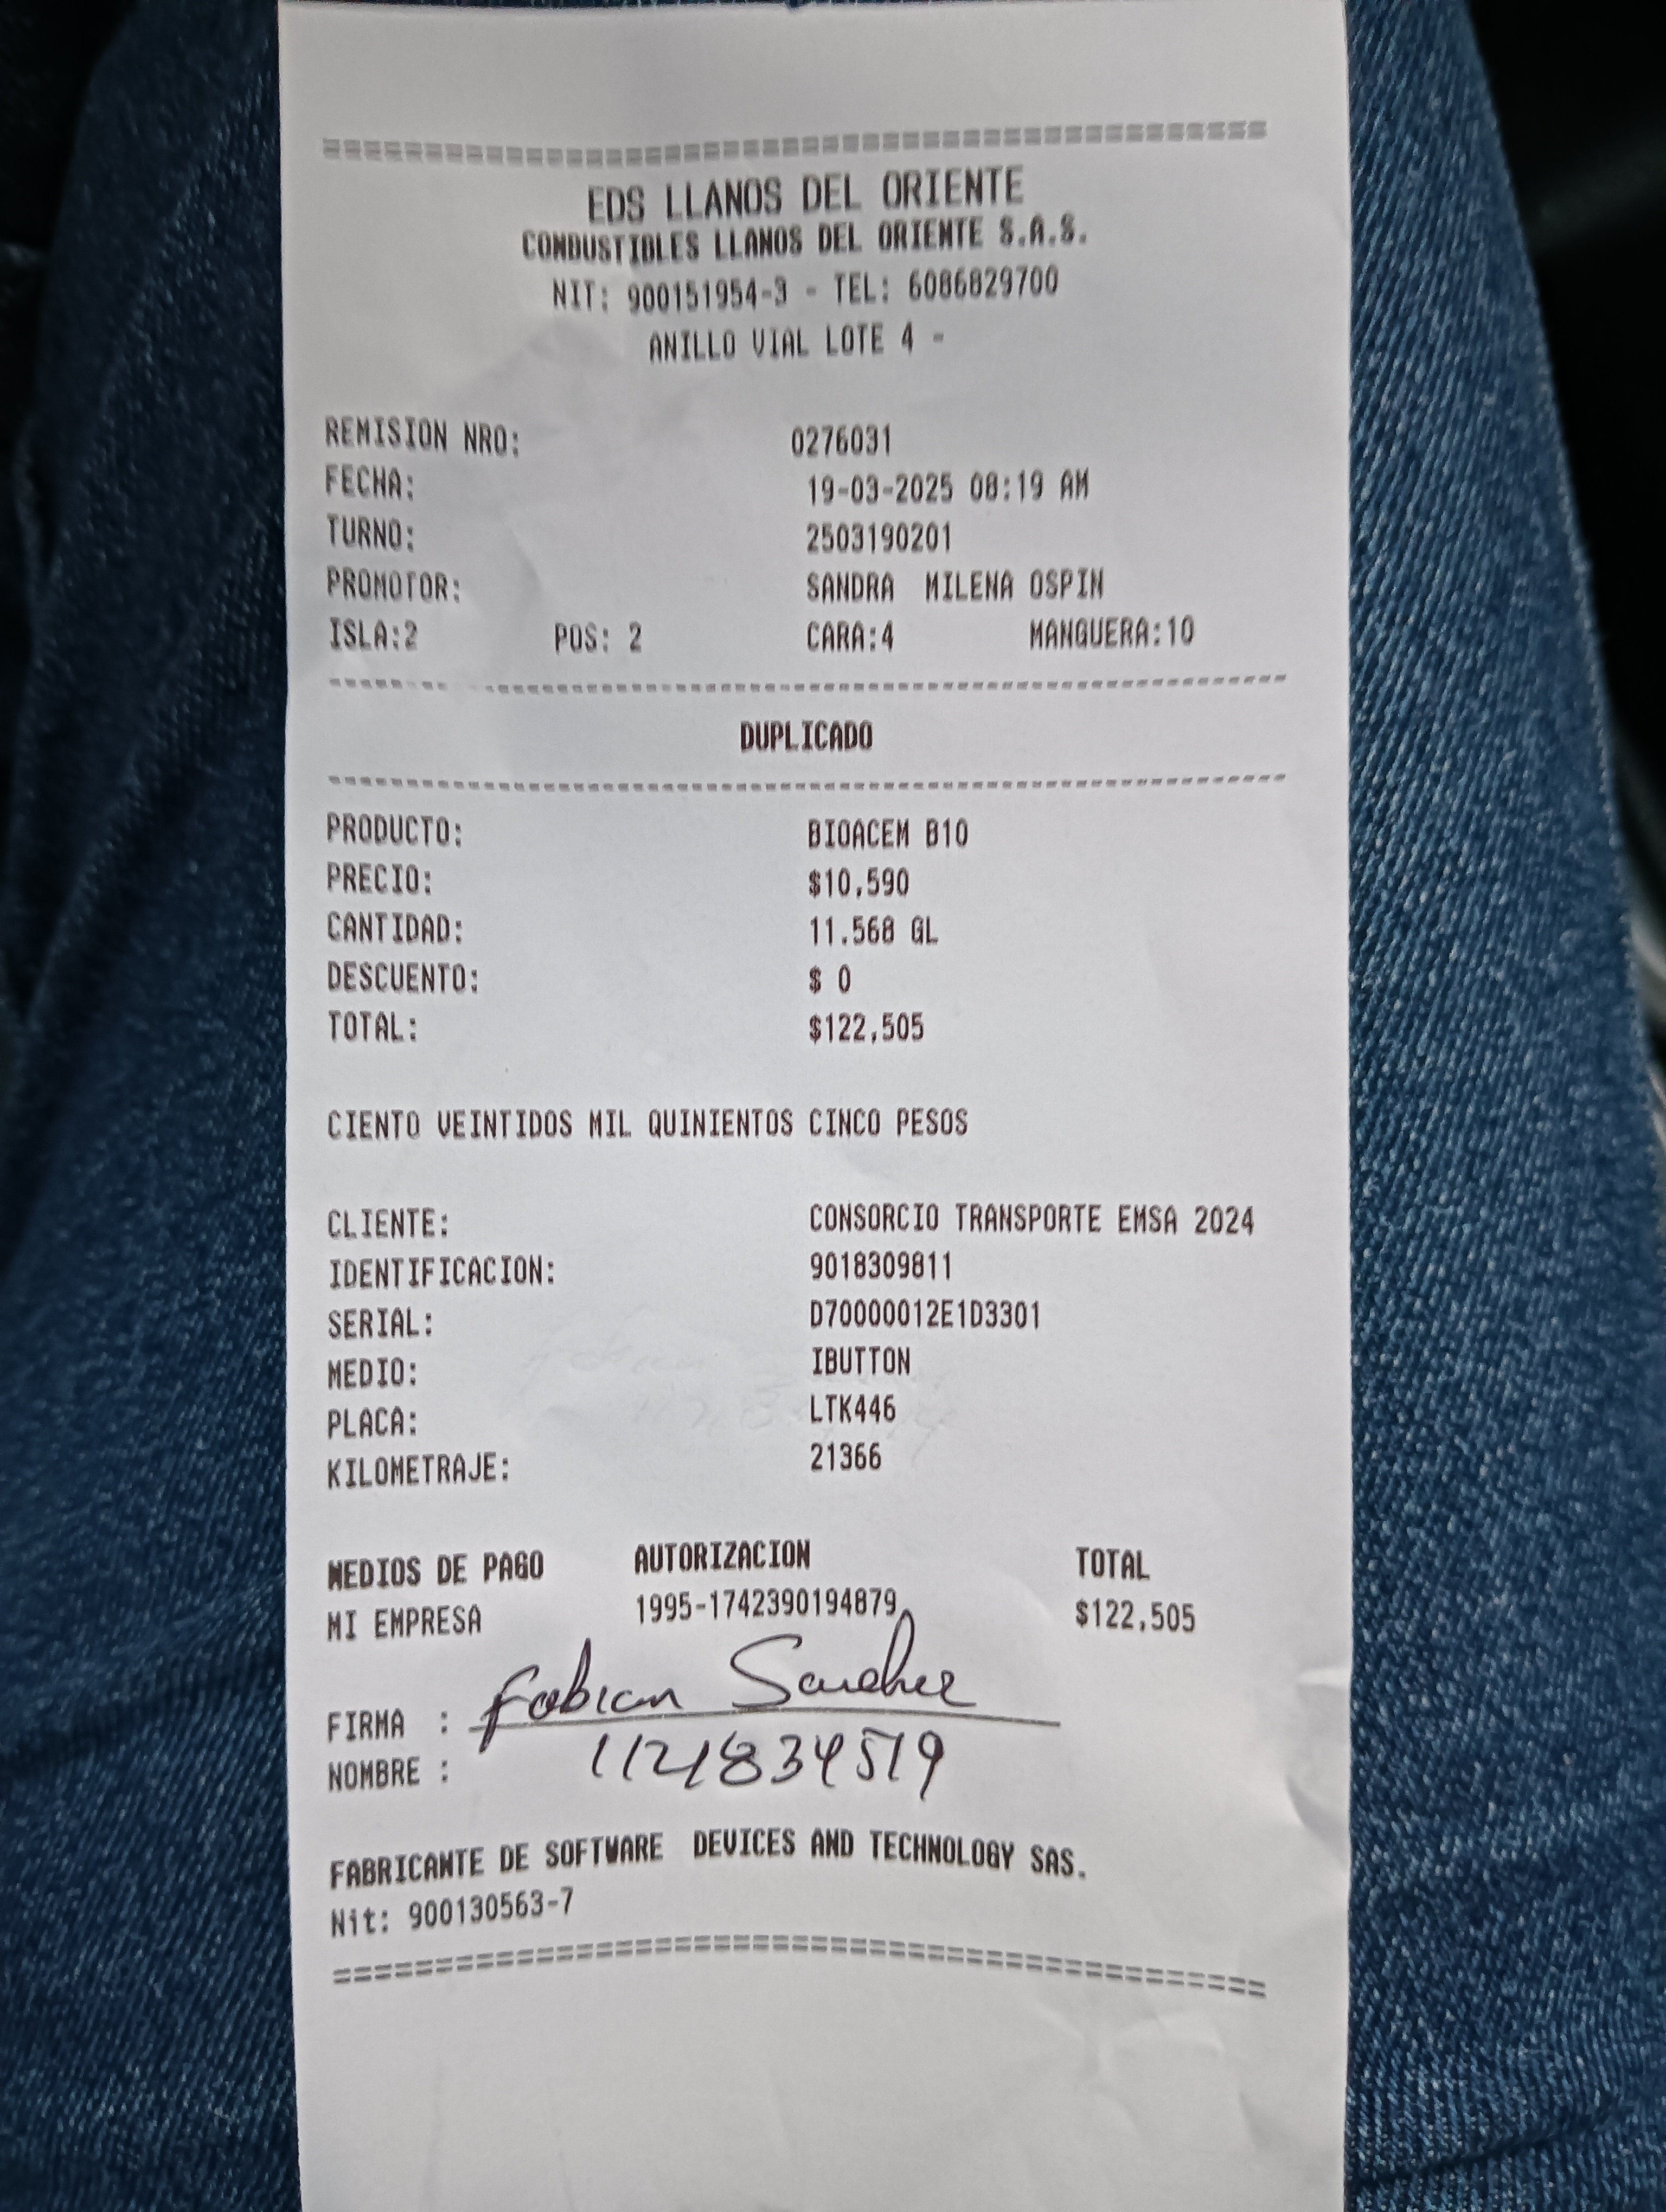 ================================================
EDS LLANOS DEL ORIENTE
COMBUSTIBLES LLANOS DEL ORIENTE S.A.S.
NIT: 900151954-3 - TEL: 6086829700
ANILLO VIAL LOTE 4 -
REMISION NRO: 0276031
FECHA: 19-03-2025 08:19 AM
TURNO: 2503190201
PROMOTOR: SANDRA MILENA OSPIN
ISLA:2 POS: 2 CARA:4 MANGUERA:10
------------------------------------------------
DUPLICADO
------------------------------------------------
PRODUCTO: BIOACEM B10
PRECIO: $10,590
CANTIDAD: 11.568 GL
DESCUENTO: $ 0
TOTAL: $122,505
CIENTO VEINTIDOS MIL QUINIENTOS CINCO PESOS
CLIENTE: CONSORCIO TRANSPORTE EMSA 2024
IDENTIFICACION: 9018309811
SERIAL: D70000012E1D3301
MEDIO: IBUTTON
PLACA: LTK446
KILOMETRAJE: 21366
MEDIOS DE PAGO AUTORIZACION TOTAL
MI EMPRESA 1995-1742390194879 $122,505
FIRMA : Fabian Sanchez
NOMBRE : 1121834519
FABRICANTE DE SOFTWARE DEVICES AND TECHNOLOGY SAS.
Nit: 900130563-7
================================================